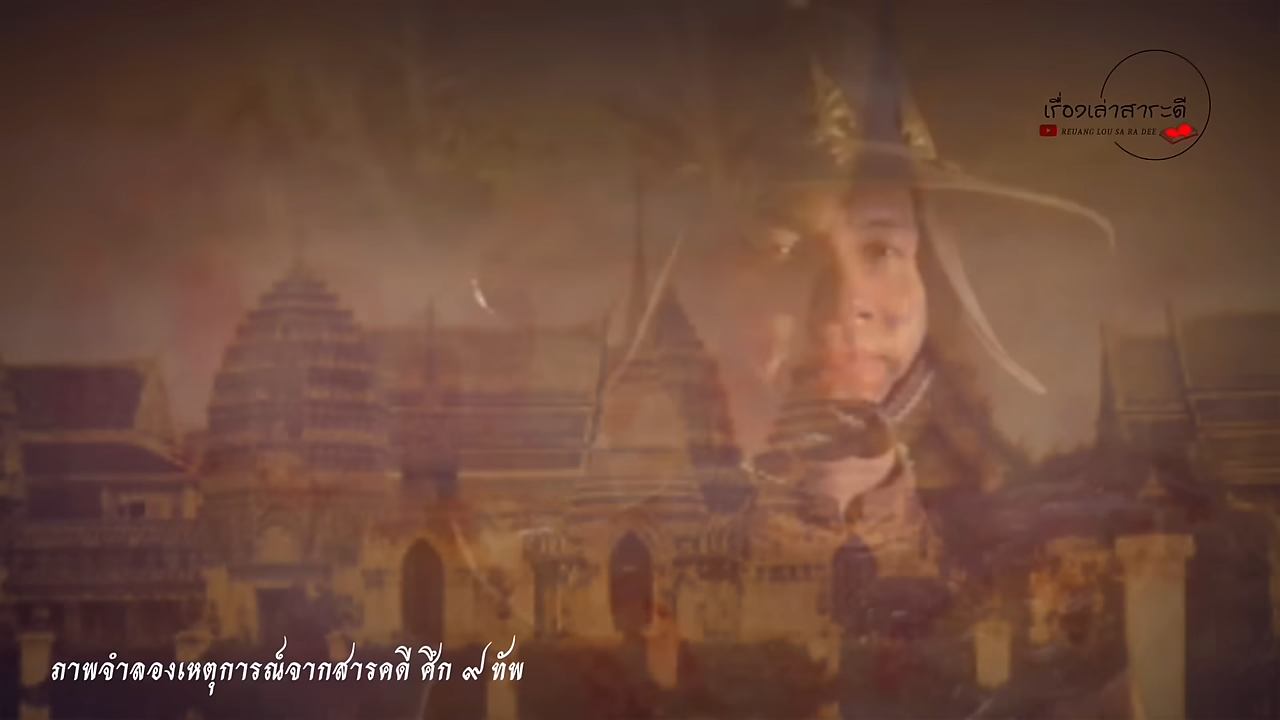 เรื่องเล่าสาระดี
REUANG LOU SA RA DEE
ภาพจำลองเหตุการณ์จากสารคดี ศึก ๙ ทัพ